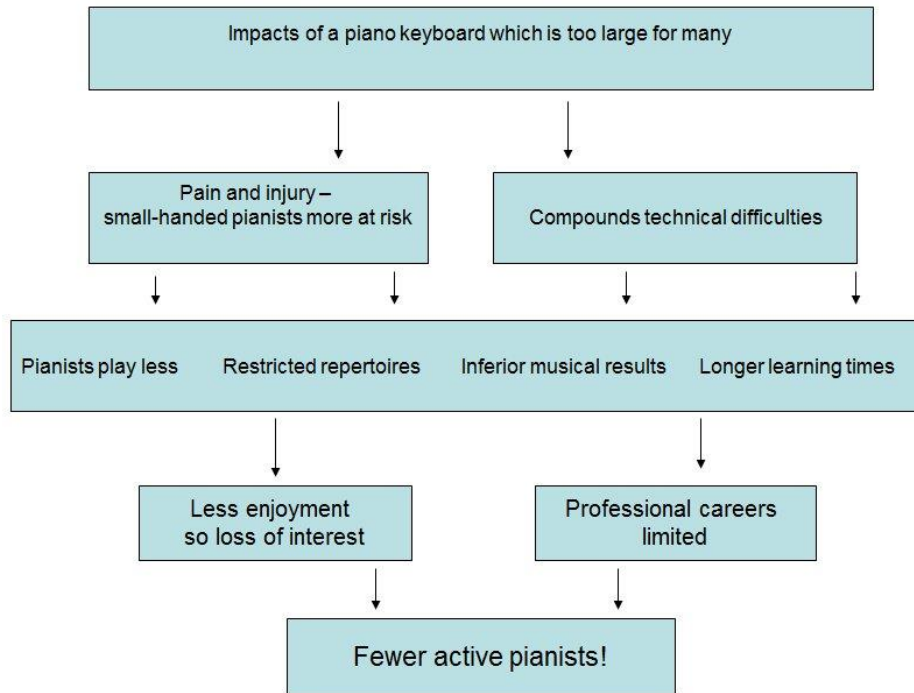 Impacts of a piano keyboard which is too large for many
Pain and injury –
small-handed pianists more at risk
Compounds technical difficulties
Pianists play less
Restricted repertoires
Inferior musical results
Longer learning times
Less enjoyment
so loss of interest
Professional careers
limited
Fewer active pianists!